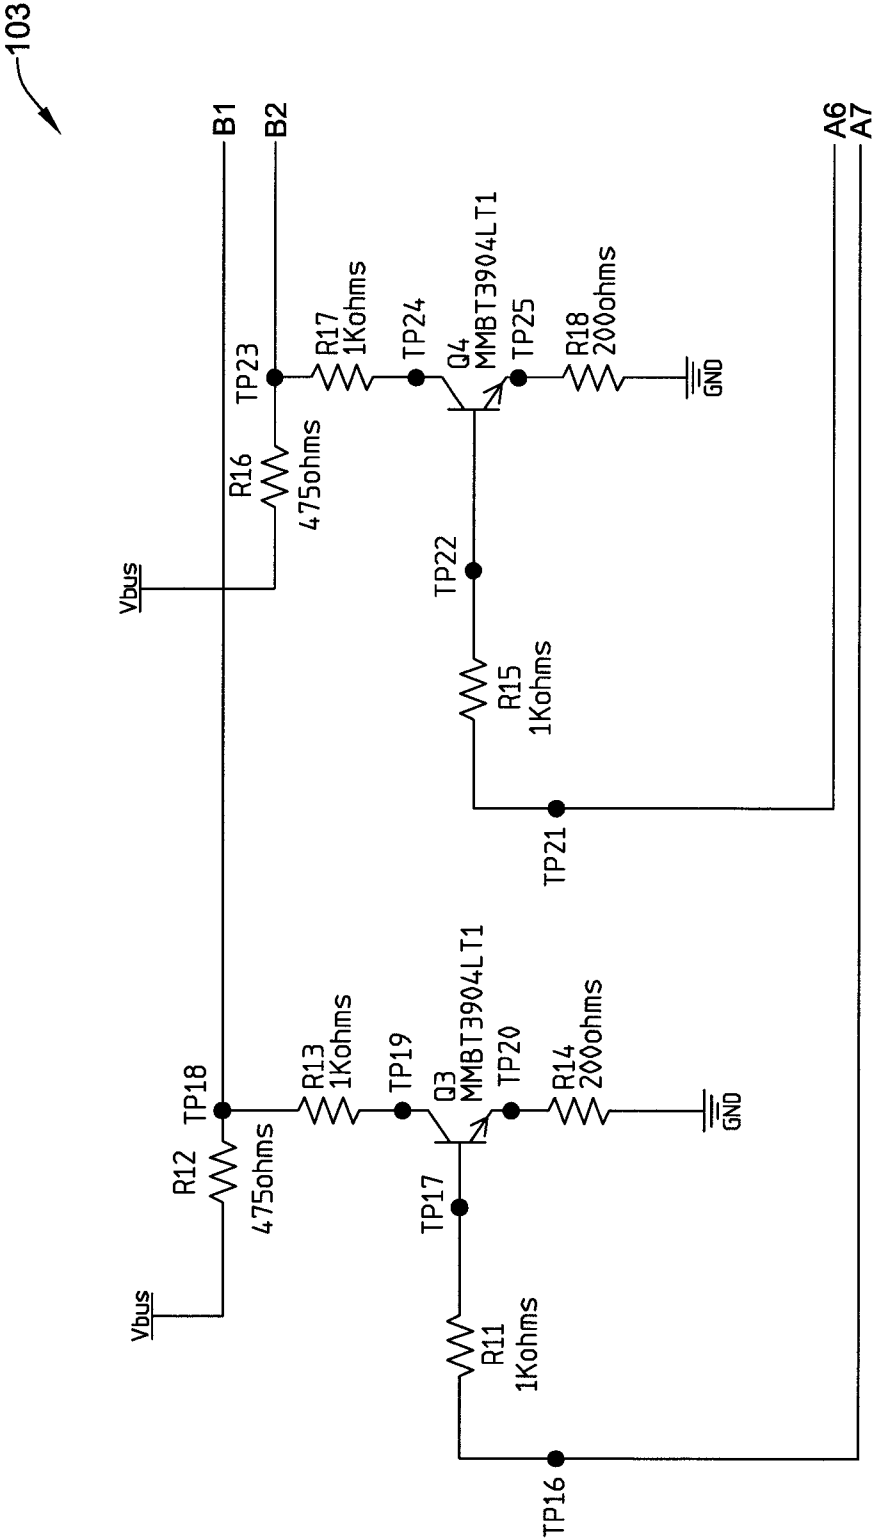 103
B1
B2
A6
A7
Vbus
R12
475ohms
TP18
R13
1Kohms
TP19
Q3
MMBT3904LT1
TP20
R14
200ohms
GND
TP17
R11
1Kohms
TP16
Vbus
R16
475ohms
TP23
R17
1Kohms
TP24
Q4
MMBT3904LT1
TP25
R18
200ohms
GND
TP22
R15
1Kohms
TP21